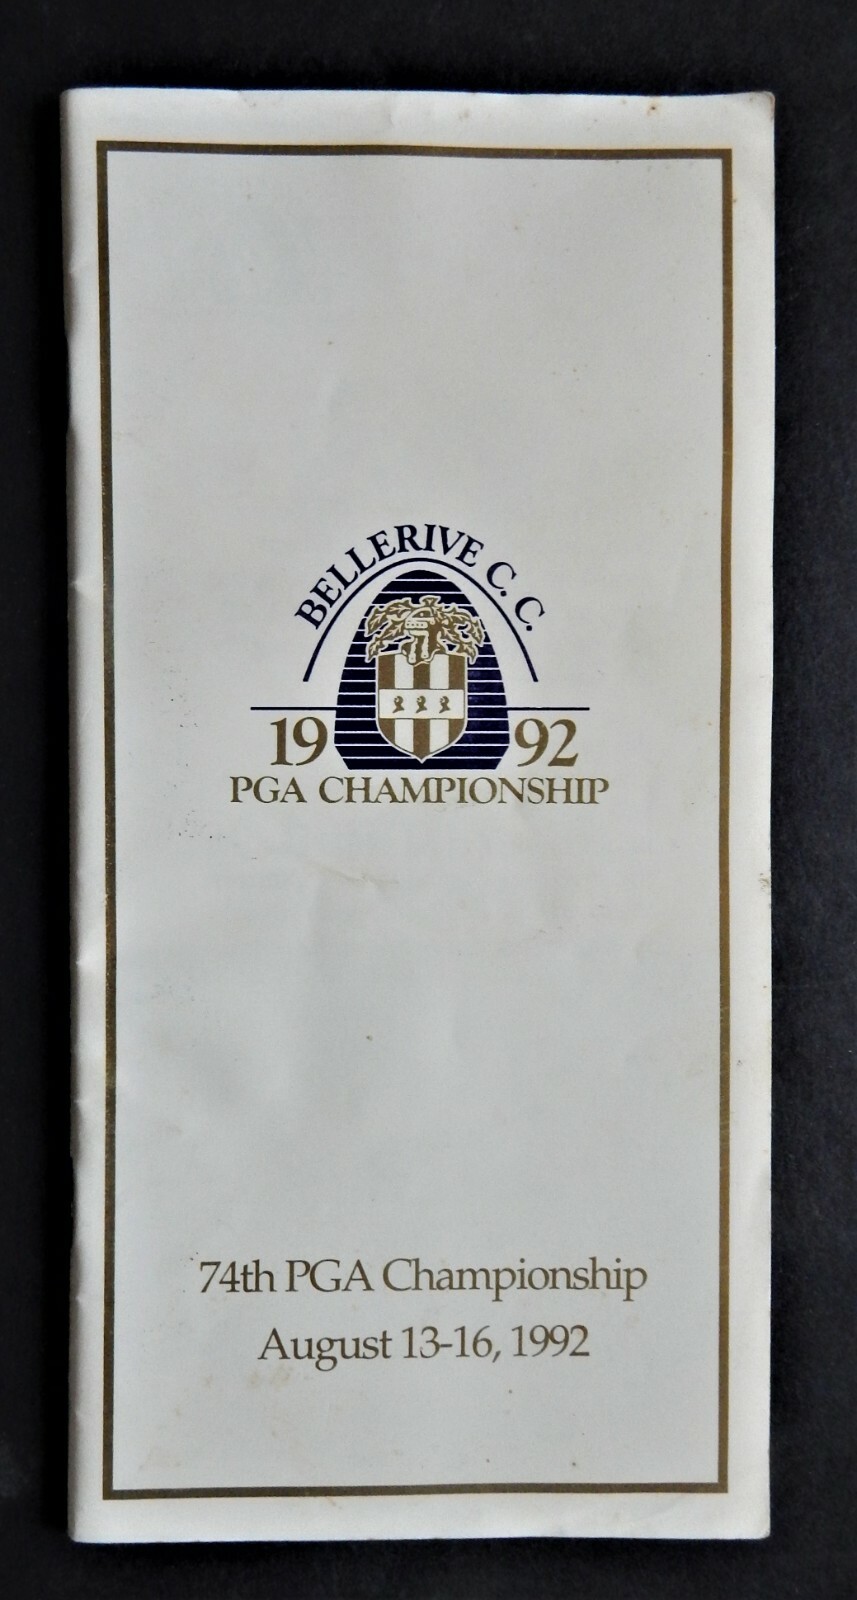 BELLERIVE C. C.
19 92
PGA CHAMPIONSHIP
74th PGA Championship
August 13-16, 1992